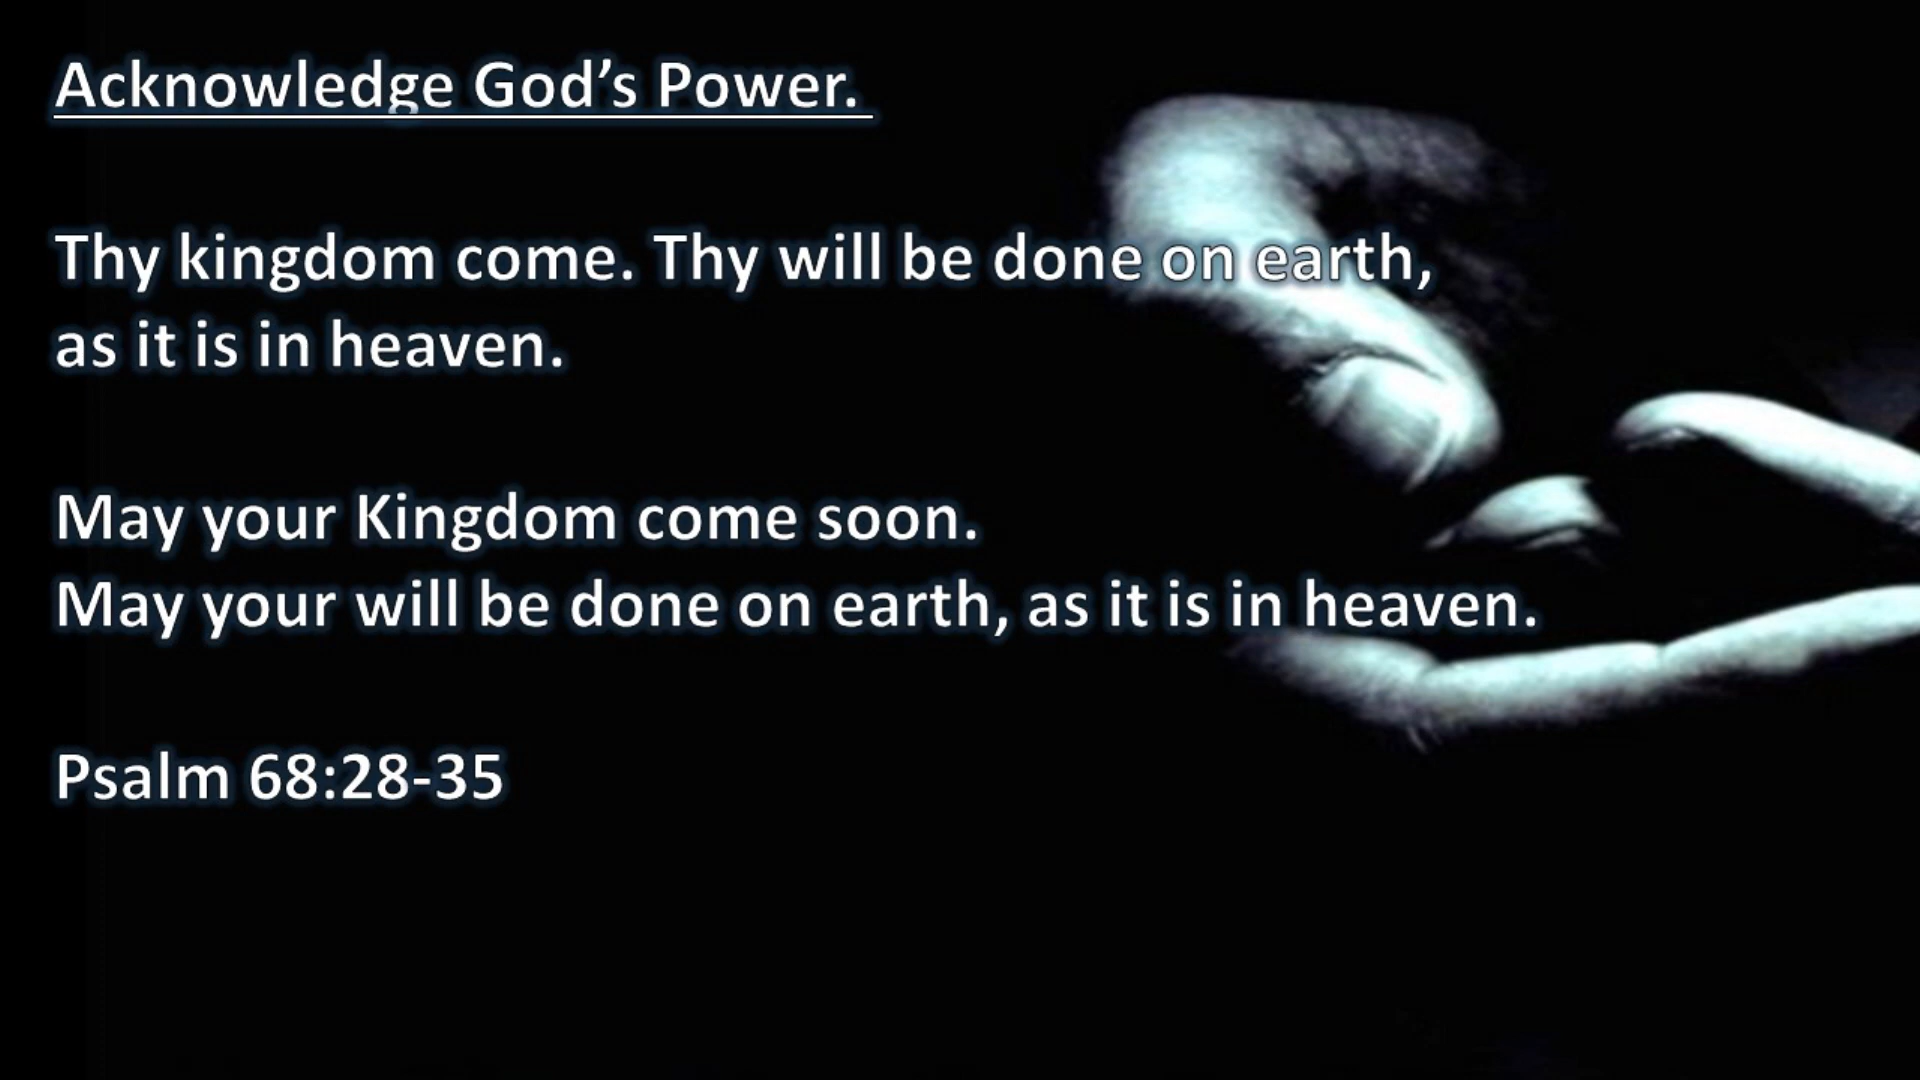 Acknowledge God’s Power.
Thy kingdom come. Thy will be done on earth,
as it is in heaven.
May your Kingdom come soon.
May your will be done on earth, as it is in heaven.
Psalm 68:28-35